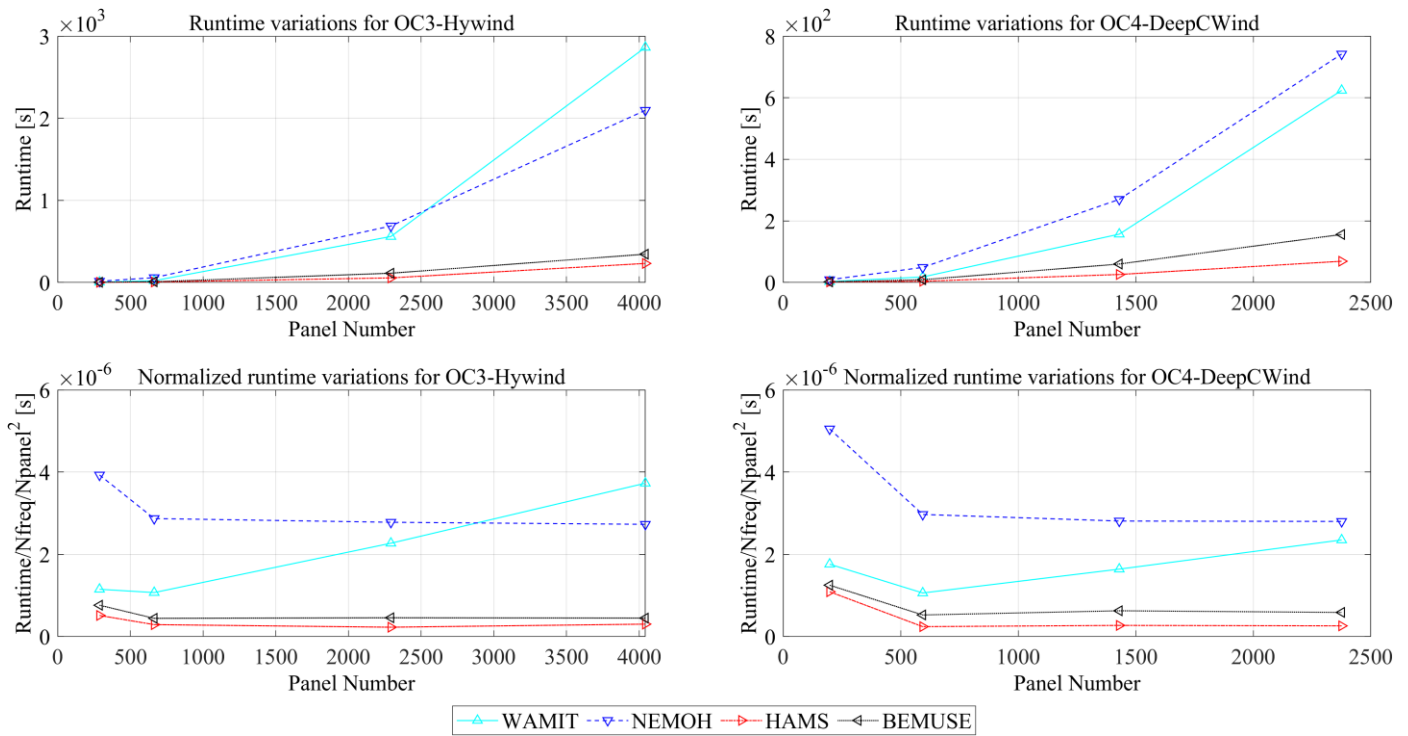 ×10³
Runtime variations for OC3-Hywind
3
2
1
0
Runtime [s]
0 500 1000 1500 2000 2500 3000 3500 4000
Panel Number
×10²
Runtime variations for OC4-DeepCWind
8
6
4
2
0
Runtime [s]
0 500 1000 1500 2000 2500
Panel Number
×10⁻⁶
Normalized runtime variations for OC3-Hywind
6
4
2
0
Runtime/Nfreq/Npanel² [s]
0 500 1000 1500 2000 2500 3000 3500 4000
Panel Number
×10⁻⁶
Normalized runtime variations for OC4-DeepCWind
6
4
2
0
Runtime/Nfreq/Npanel² [s]
0 500 1000 1500 2000 2500
Panel Number
WAMIT NEMOH HAMS BEMUSE